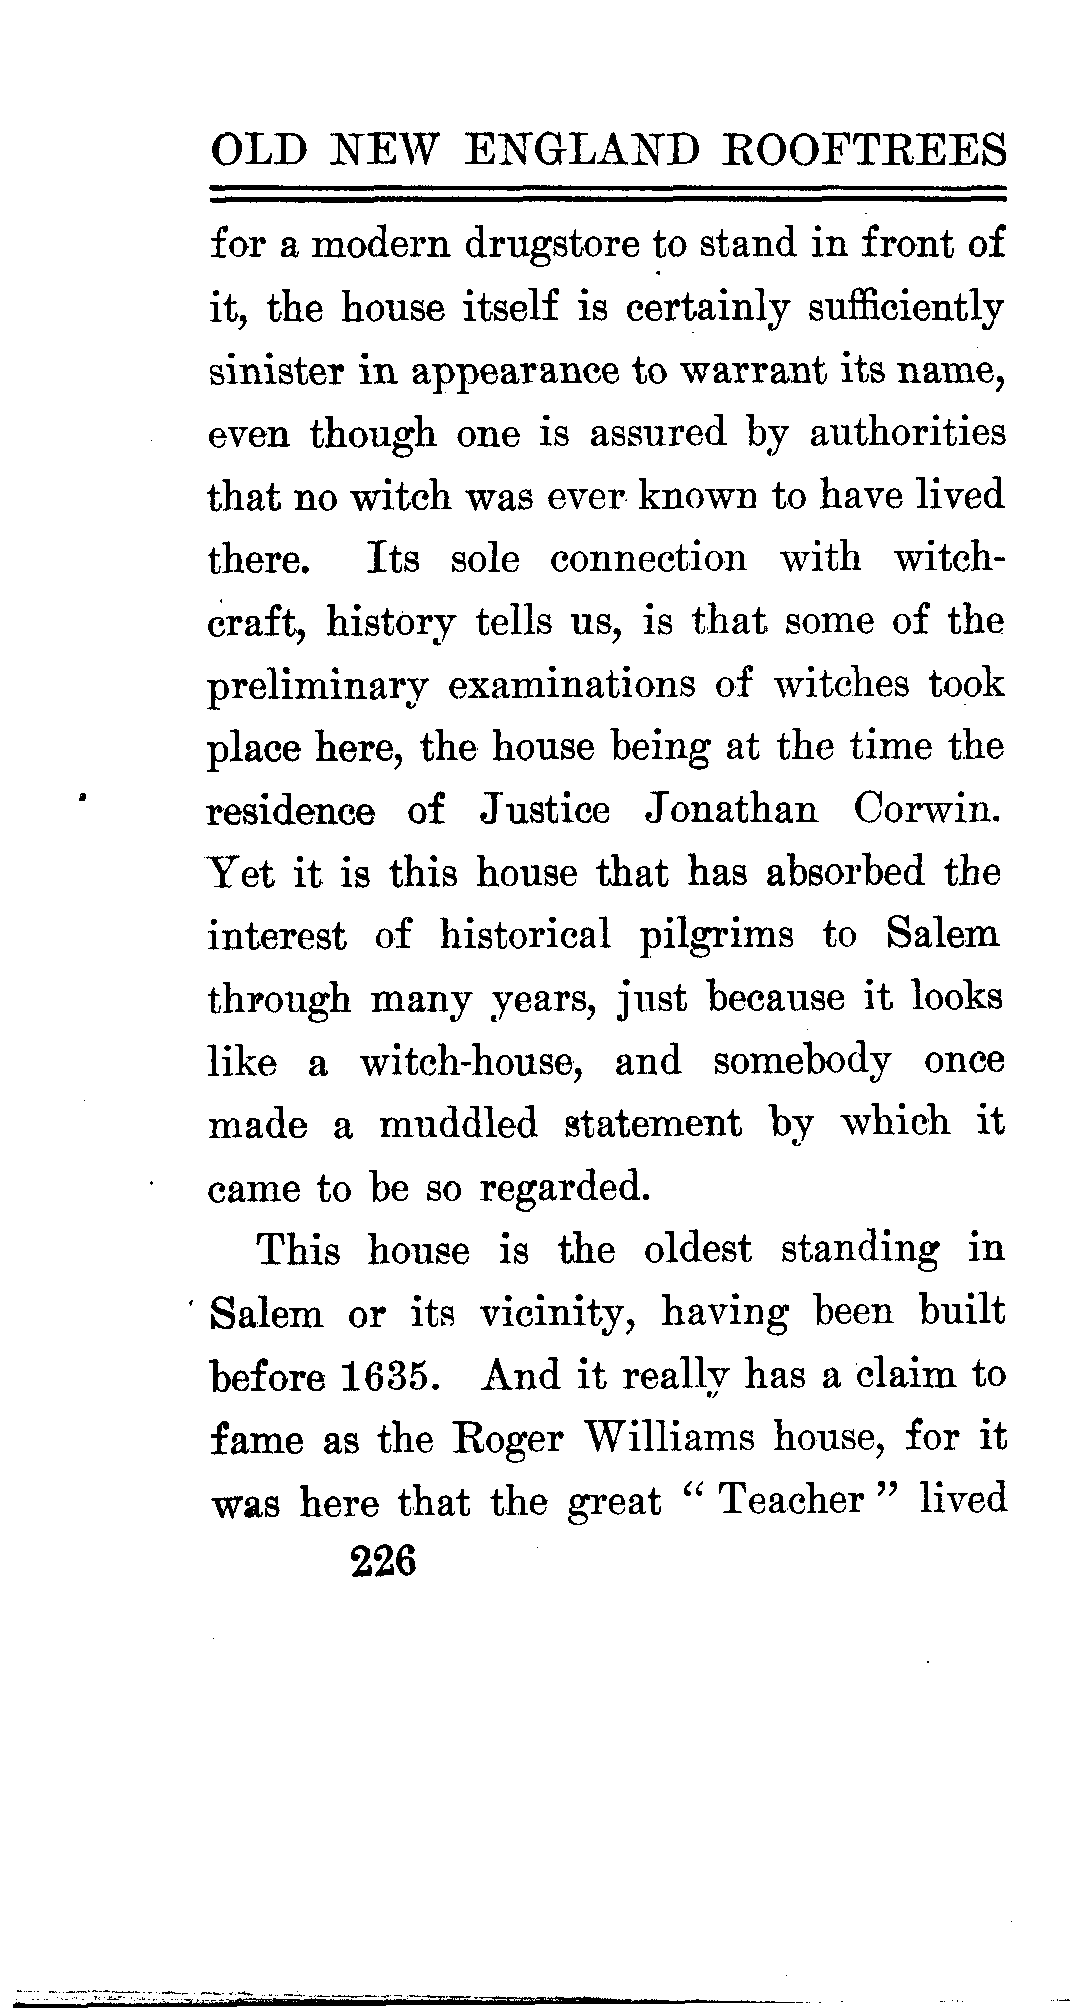 OLD NEW ENGLAND ROOFTREES
for a modern drugstore to stand in front of
it, the house itself is certainly sufficiently
sinister in appearance to warrant its name,
even though one is assured by authorities
that no witch was ever known to have lived
there. Its sole connection with witch-
craft, history tells us, is that some of the
preliminary examinations of witches took
place here, the house being at the time the
residence of Justice Jonathan Corwin.
Yet it is this house that has absorbed the
interest of historical pilgrims to Salem
through many years, just because it looks
like a witch-house, and somebody once
made a muddled statement by which it
came to be so regarded.
This house is the oldest standing in
Salem or its vicinity, having been built
before 1635. And it really has a claim to
fame as the Roger Williams house, for it
was here that the great “ Teacher ” lived
226